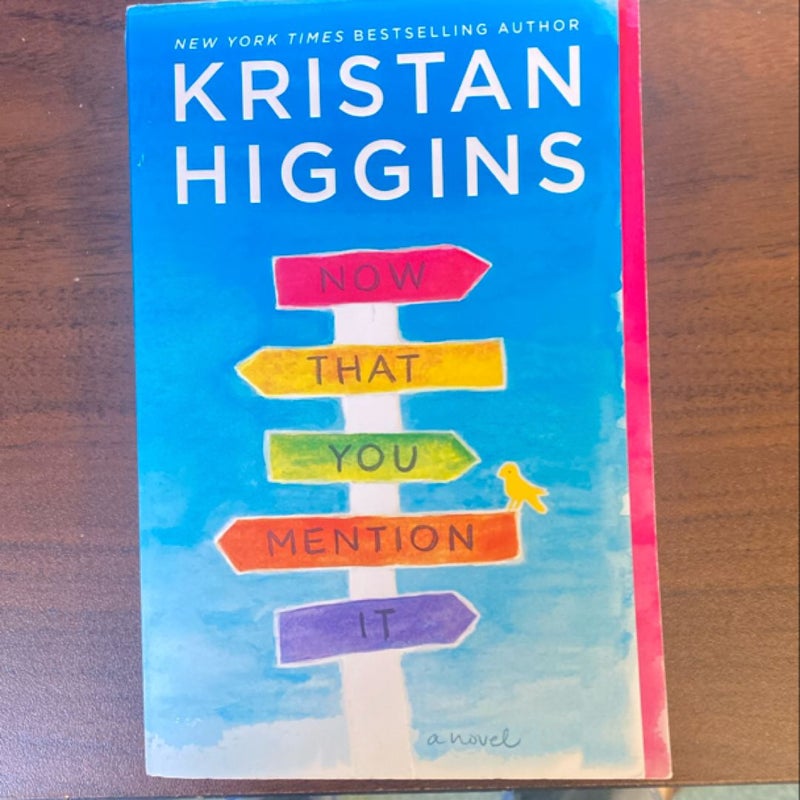 NEW YORK TIMES BESTSELLING AUTHOR
KRISTAN
HIGGINS
NOW
THAT
YOU
MENTION
IT
a novel